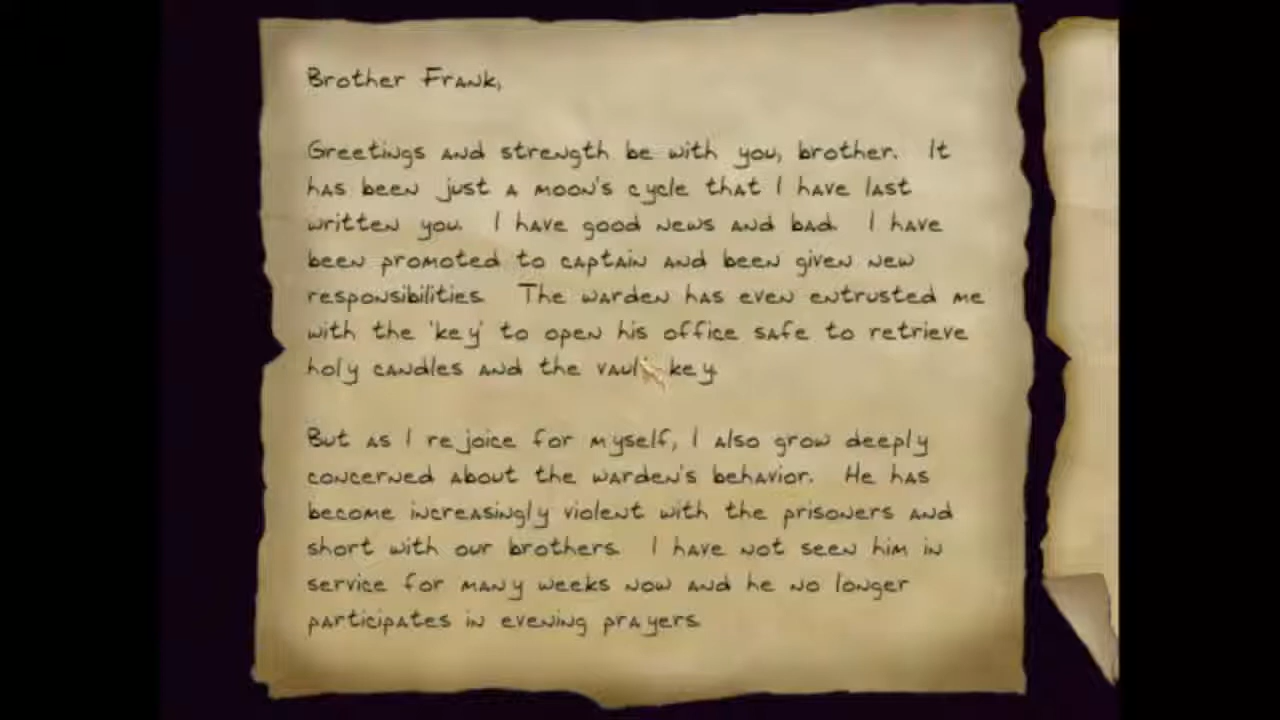 Brother Frank,
Greetings and strength be with you, brother. It
has been just a moon's cycle that I have last
written you. I have good news and bad. I have
been promoted to captain and been given new
responsibilities. The warden has even entrusted me
with the 'key' to open his office safe to retrieve
holy candles and the vault key.
But as I rejoice for myself, I also grow deeply
concerned about the warden's behavior. He has
become increasingly violent with the prisoners and
short with our brothers. I have not seen him in
service for many weeks now and he no longer
participates in evening prayers.